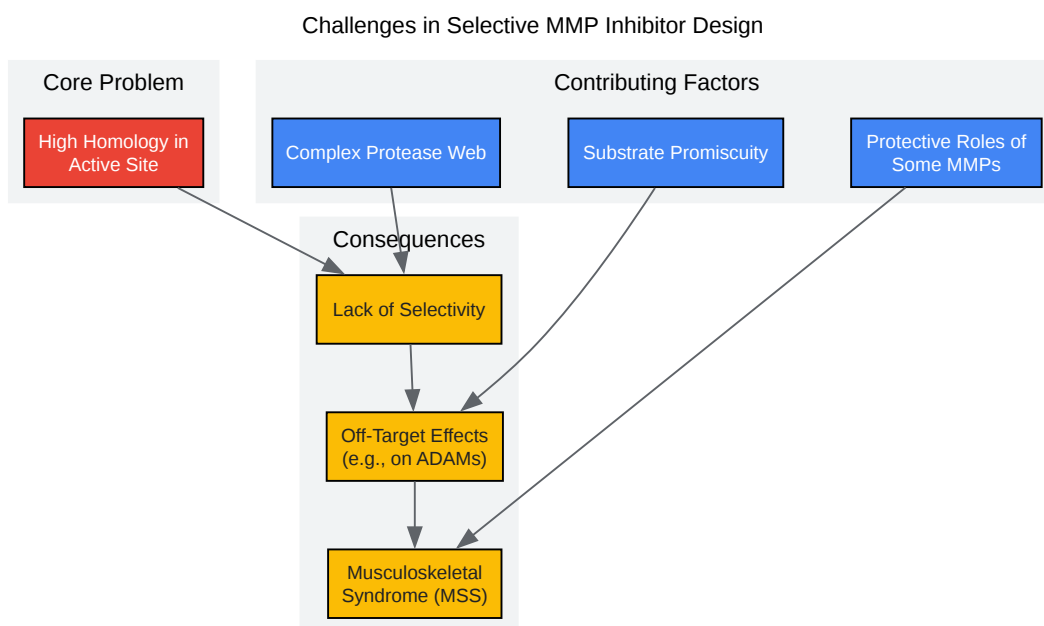 Challenges in Selective MMP Inhibitor Design
Core Problem
Contributing Factors
High Homology in
Active Site
Complex Protease Web
Substrate Promiscuity
Protective Roles of
Some MMPs
Consequences
Lack of Selectivity
Off-Target Effects
(e.g., on ADAMs)
Musculoskeletal
Syndrome (MSS)